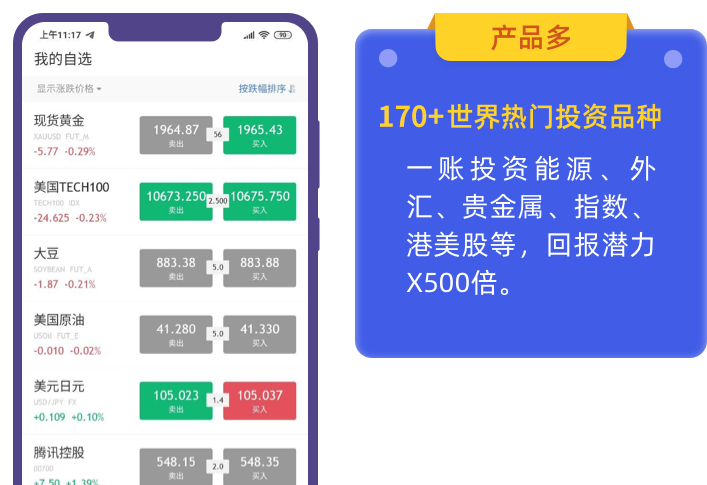 上午11:17
90
我的自选
显示涨跌价格
按跌幅排序
现货黄金
XAUUSD FUT_M
-5.77 -0.29%
1964.87
卖出
56
1965.43
买入
美国TECH100
TECH100 IDX
-24.625 -0.23%
10673.250
卖出
2.500
10675.750
买入
大豆
SOYBEAN FUT_A
-1.87 -0.21%
883.38
卖出
5.0
883.88
买入
美国原油
USOil FUT_E
-0.010 -0.02%
41.280
卖出
5.0
41.330
买入
美元日元
USD/JPY FX
+0.109 +0.10%
105.023
卖出
1.4
105.037
买入
腾讯控股
00700
+7.50 +1.39%
548.15
卖出
2.0
548.35
买入
产品多
170+世界热门投资品种
一账投资能源、外
汇、贵金属、指数、
港美股等，回报潜力
X500倍。